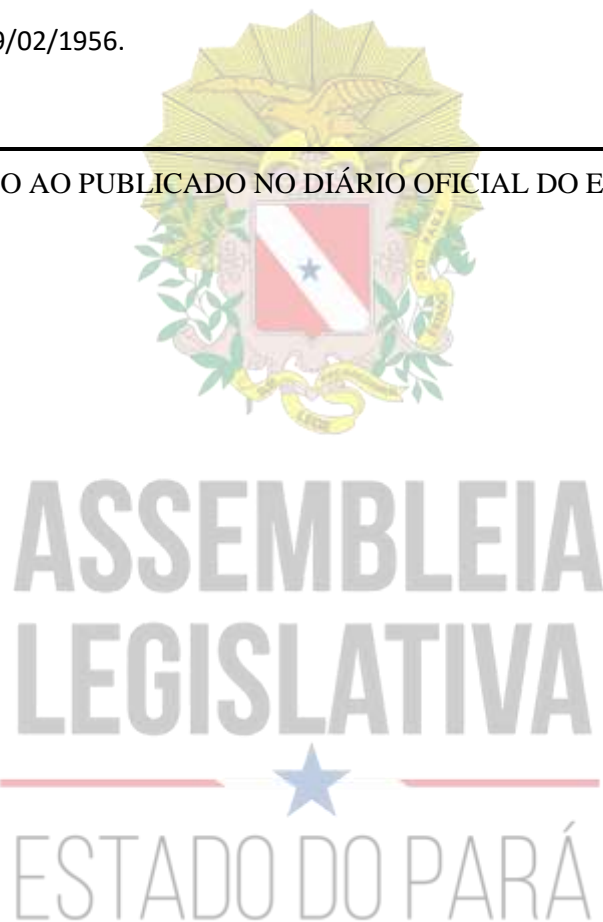 9/02/1956.
O AO PUBLICADO NO DIÁRIO OFICIAL DO E
ASSEMBLEIA
LEGISLATIVA
ESTADO DO PARÁ